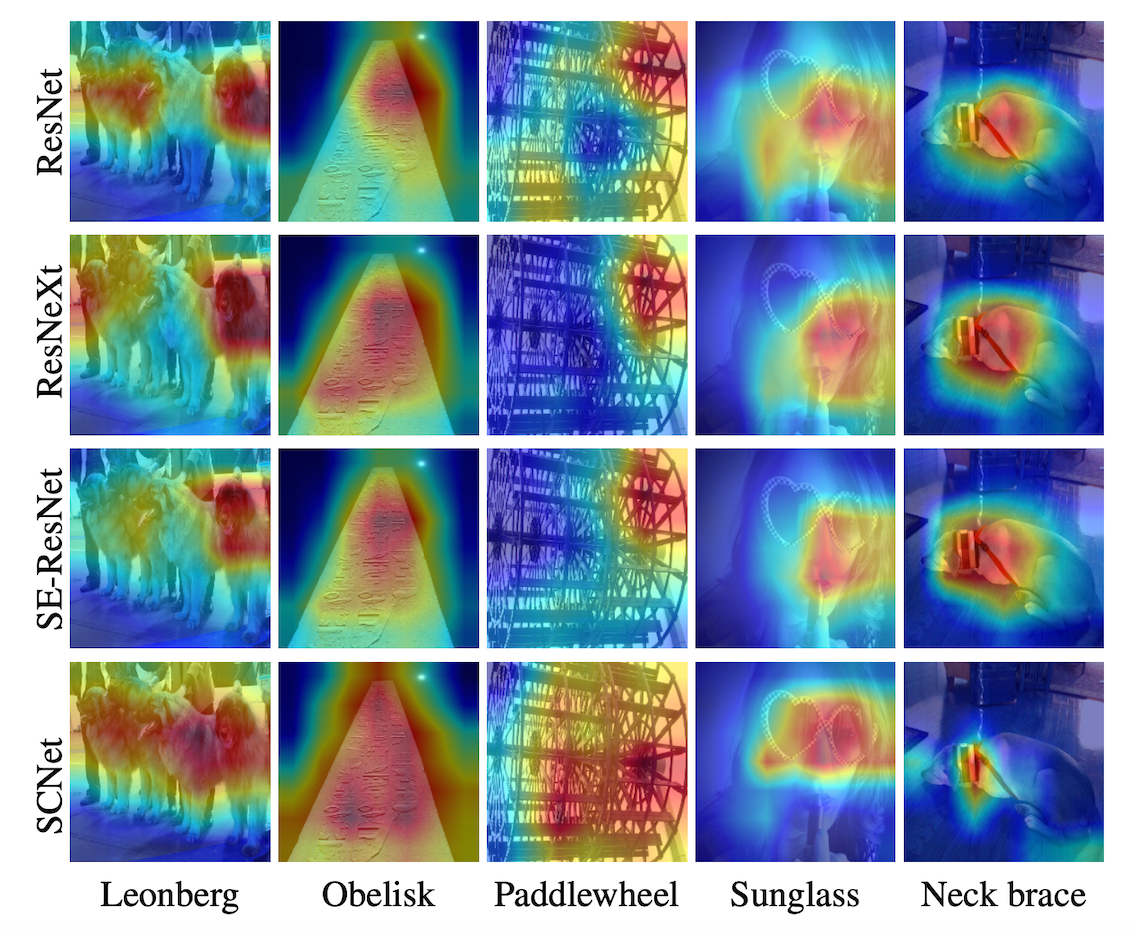 ResNet
ResNeXt
SE-ResNet
SCNet
Leonberg Obelisk Paddlewheel Sunglass Neck brace